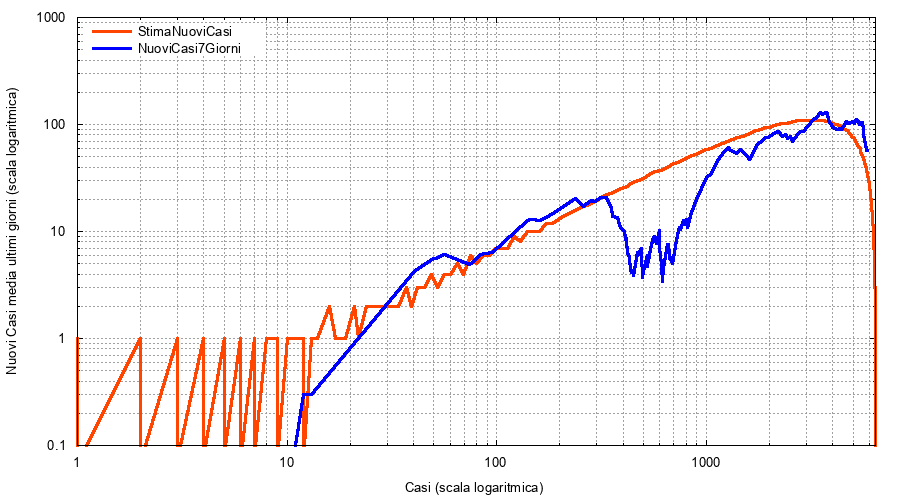 1000
StimaNuoviCasi
NuoviCasi7Giorni
100
10
1
0.1
Nuovi Casi media ultimi giorni (scala logaritmica)
1 10 100 1000
Casi (scala logaritmica)